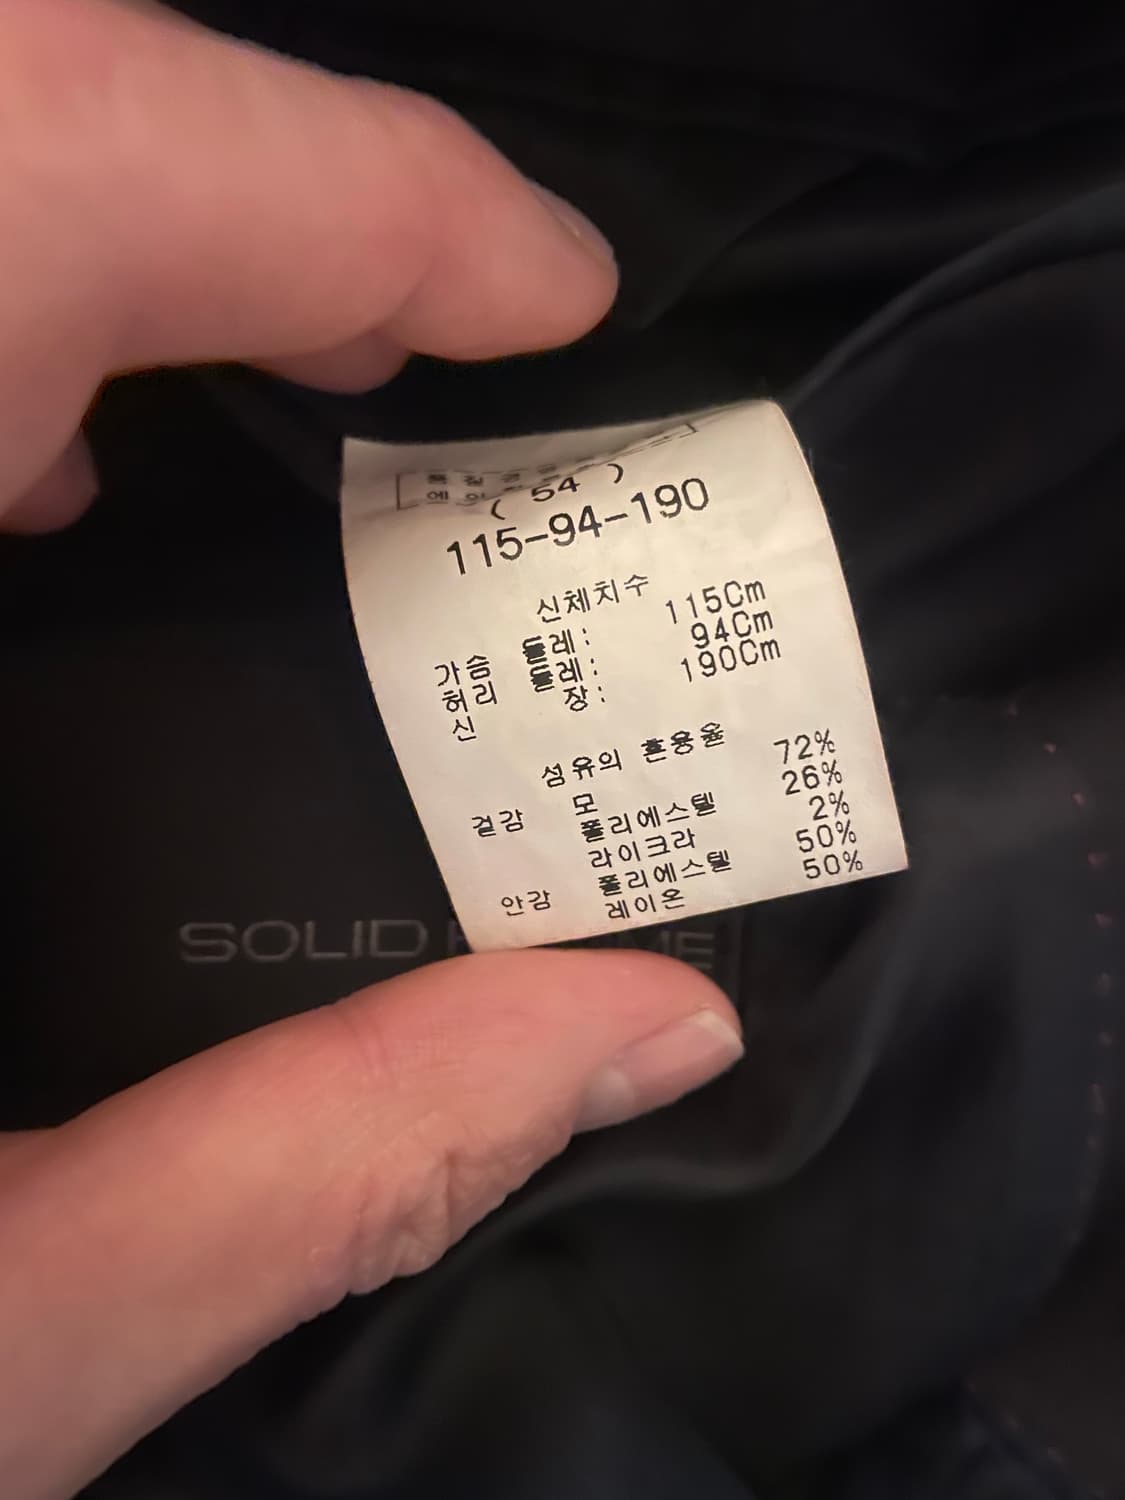 ( 54 )
115-94-190
신체치수
가슴 둘레: 115Cm
허리 둘레: 94Cm
신 장: 190Cm
섬유의 혼용율
겉감 모 72%
폴리에스텔 26%
라이크라 2%
안감 폴리에스텔 50%
레이온 50%
SOLID